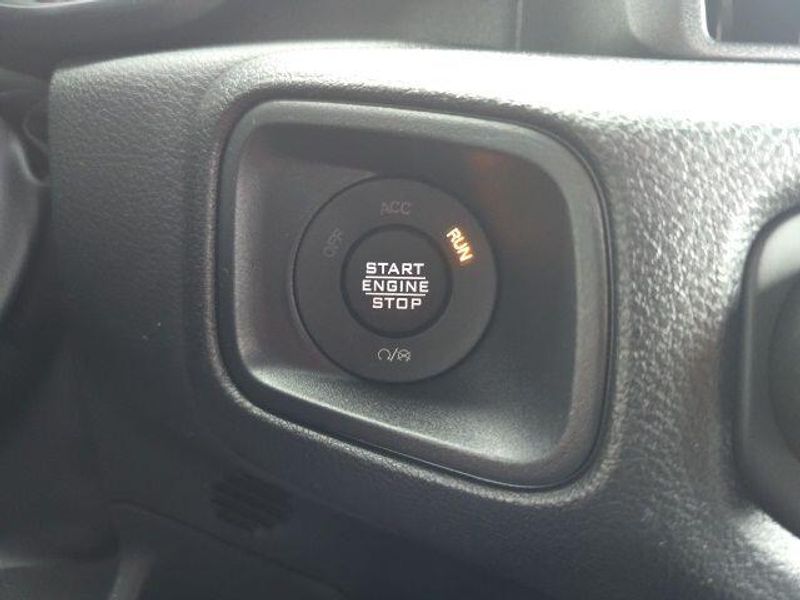 ACC
OFF
RUN
START
ENGINE
STOP